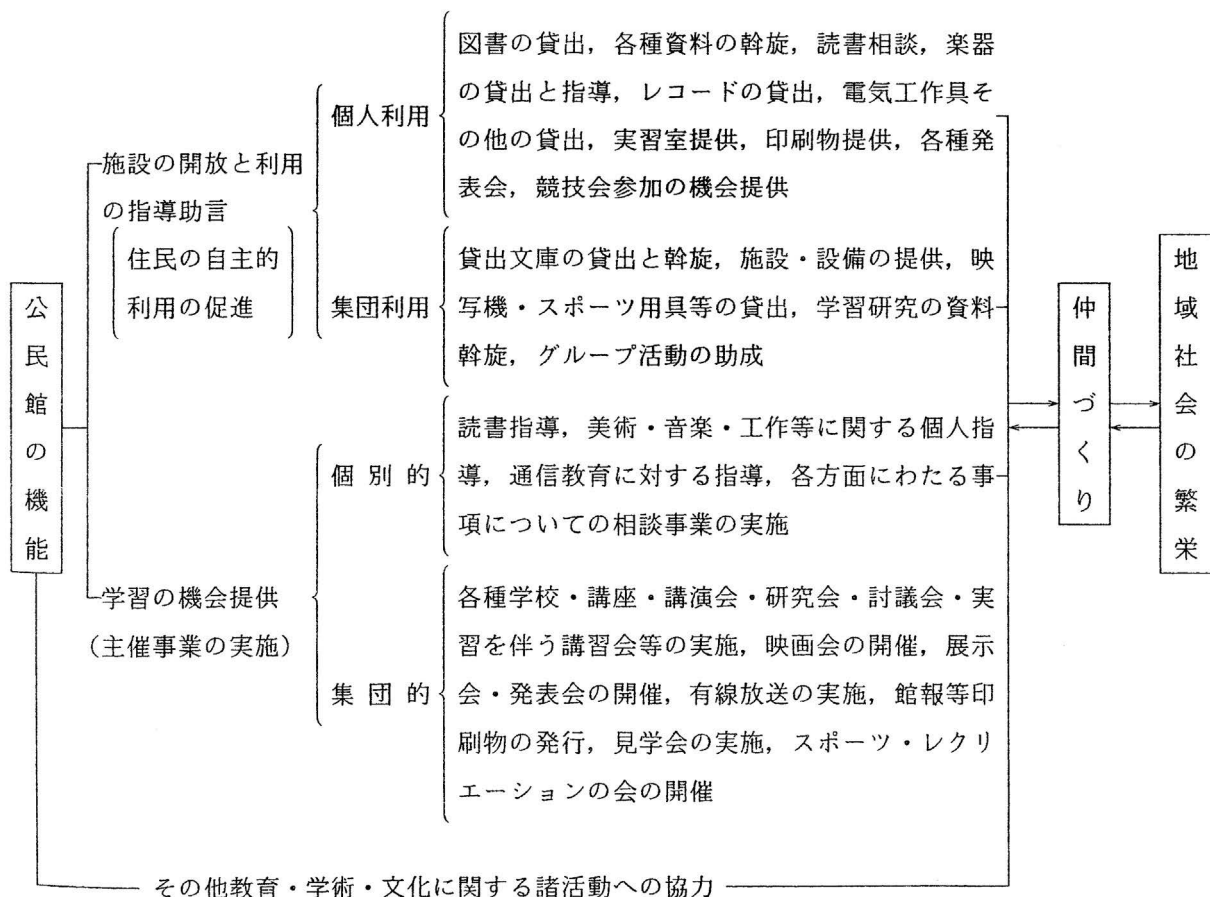 公民館の機能
施設の開放と利用
の指導助言
住民の自主的
利用の促進
個人利用
図書の貸出，各種資料の斡旋，読書相談，楽器
の貸出と指導，レコードの貸出，電気工作具そ
の他の貸出，実習室提供，印刷物提供，各種発
表会，競技会参加の機会提供
集団利用
貸出文庫の貸出と斡旋，施設・設備の提供，映
写機・スポーツ用具等の貸出，学習研究の資料
斡旋，グループ活動の助成
学習の機会提供
（主催事業の実施）
個別的
読書指導，美術・音楽・工作等に関する個人指
導，通信教育に対する指導，各方面にわたる事
項についての相談事業の実施
集団的
各種学校・講座・講演会・研究会・討議会・実
習を伴う講習会等の実施，映画会の開催，展示
会・発表会の開催，有線放送の実施，館報等印
刷物の発行，見学会の実施，スポーツ・レクリ
エーションの会の開催
その他教育・学術・文化に関する諸活動への協力
仲間づくり
地域社会の繁栄